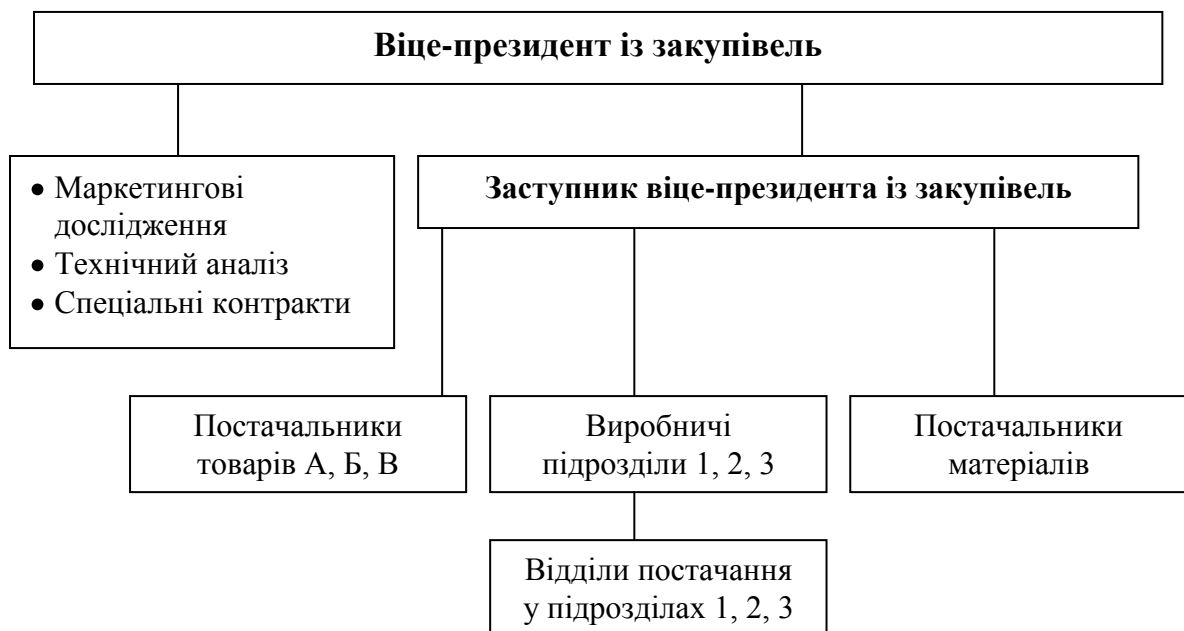 Віце-президент із закупівель
• Маркетингові
дослідження
• Технічний аналіз
• Спеціальні контракти
Заступник віце-президента із закупівель
Постачальники
товарів А, Б, В
Виробничі
підрозділи 1, 2, 3
Постачальники
матеріалів
Відділи постачання
у підрозділах 1, 2, 3